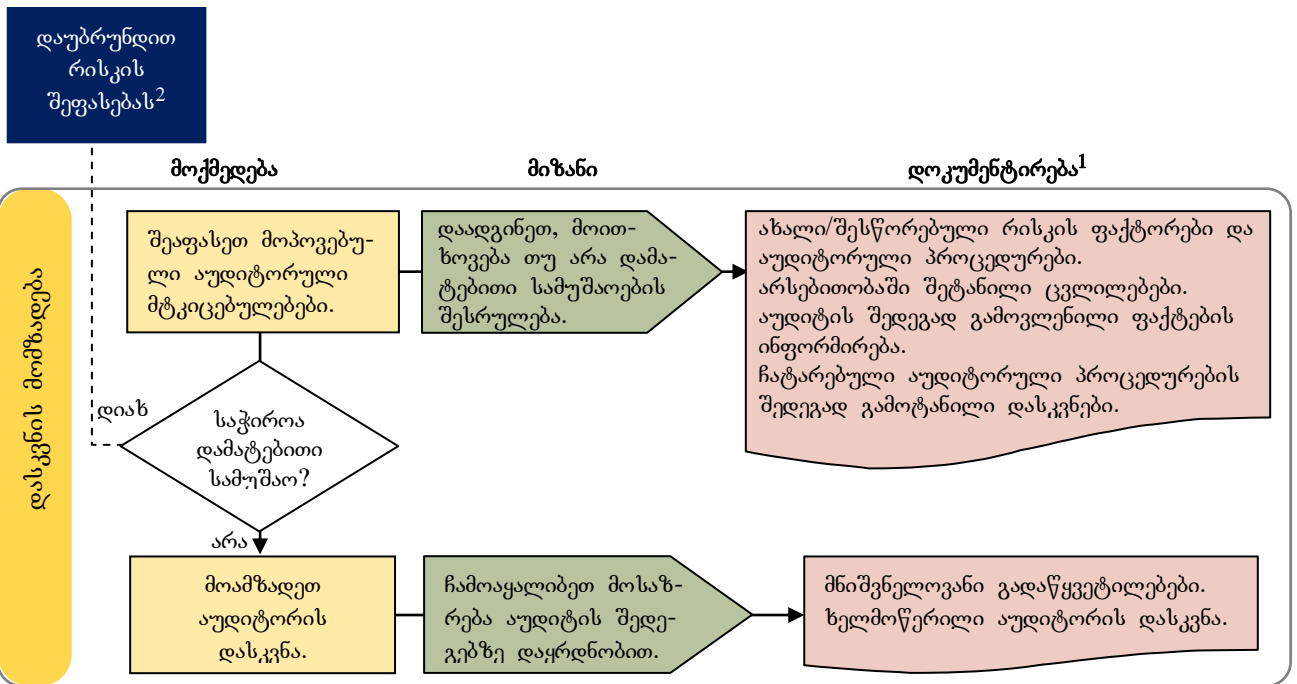 დაუბრუნდით
რისკის
შეფასებას2
მოქმედება
მიზანი
დოკუმენტირება1
დასკვნის მომზადება
შეაფასეთ მოპოვებუ-
ლი აუდიტორული
მტკიცებულებები.
დაადგინეთ, მოით-
ხოვება თუ არა დამა-
ტებითი სამუშაოების
შესრულება.
ახალი/შესწორებული რისკის ფაქტორები და
აუდიტორული პროცედურები.
არსებითობაში შეტანილი ცვლილებები.
აუდიტის შედეგად გამოვლენილი ფაქტების
ინფორმირება.
ჩატარებული აუდიტორული პროცედურების
შედეგად გამოტანილი დასკვნები.
დიახ
საჭიროა
დამატებითი
სამუშაო?
არა
მოამზადეთ
აუდიტორის
დასკვნა.
ჩამოაყალიბეთ მოსაზ-
რება აუდიტის შედე-
გებზე დაყრდნობით.
მნიშვნელოვანი გადაწყვეტილებები.
ხელმოწერილი აუდიტორის დასკვნა.